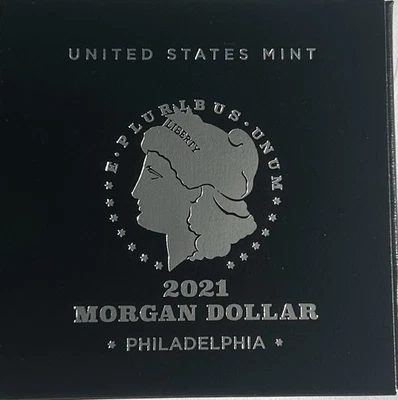 UNITED STATES MINT
E · PLURIBUS · UNUM
LIBERTY
2021
MORGAN DOLLAR
* PHILADELPHIA *